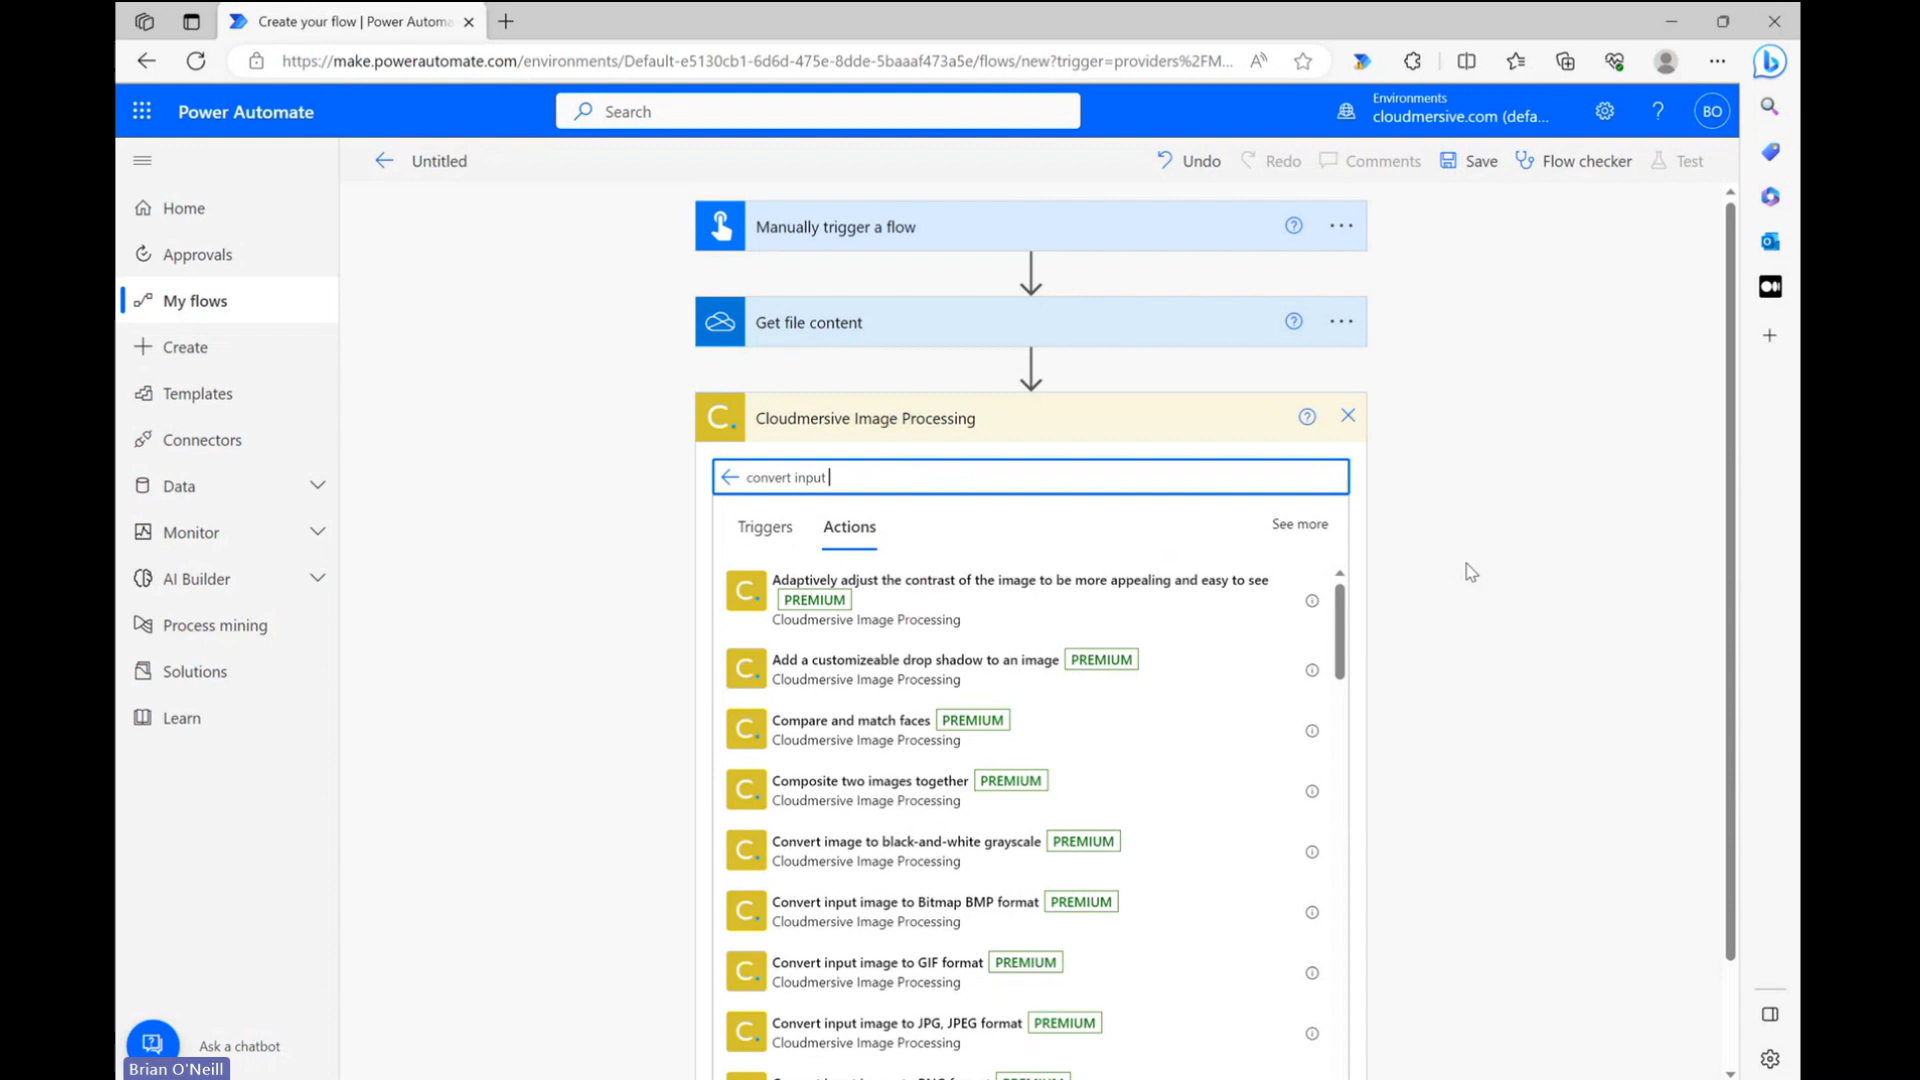 Create your flow | Power Automa
https://make.powerautomate.com/environments/Default-e5130cb1-6d6d-475e-8dde-5baaaf473a5e/flows/new?trigger=providers%2FM...
Power Automate
Search
Environments
cloudmersive.com (defa...
BO
Untitled
Undo
Redo
Comments
Save
Flow checker
Test
Home
Approvals
My flows
Create
Templates
Connectors
Data
Monitor
AI Builder
Process mining
Solutions
Learn
Ask a chatbot
Brian O'Neill
Manually trigger a flow
Get file content
C.
Cloudmersive Image Processing
convert input
Triggers
Actions
See more
C.
Adaptively adjust the contrast of the image to be more appealing and easy to see
PREMIUM
Cloudmersive Image Processing
C.
Add a customizeable drop shadow to an image PREMIUM
Cloudmersive Image Processing
C.
Compare and match faces PREMIUM
Cloudmersive Image Processing
C.
Composite two images together PREMIUM
Cloudmersive Image Processing
C.
Convert image to black-and-white grayscale PREMIUM
Cloudmersive Image Processing
C.
Convert input image to Bitmap BMP format PREMIUM
Cloudmersive Image Processing
C.
Convert input image to GIF format PREMIUM
Cloudmersive Image Processing
C.
Convert input image to JPG, JPEG format PREMIUM
Cloudmersive Image Processing